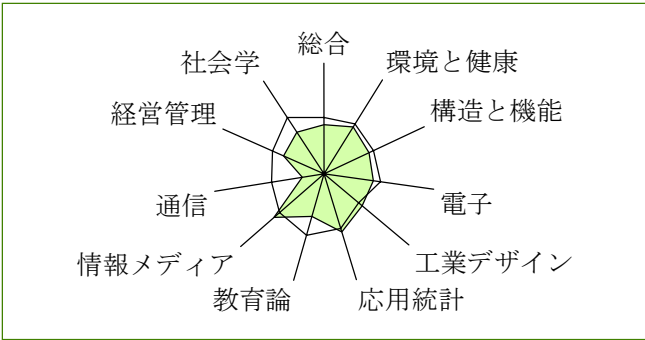 総合
環境と健康
構造と機能
電子
工業デザイン
応用統計
教育論
情報メディア
通信
経営管理
社会学